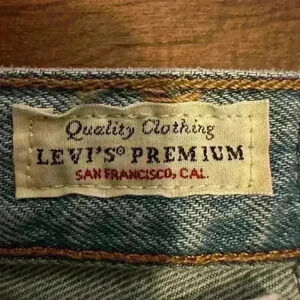 Quality Clothing
LEVI'S® PREMIUM
SAN FRANCISCO, CAL.